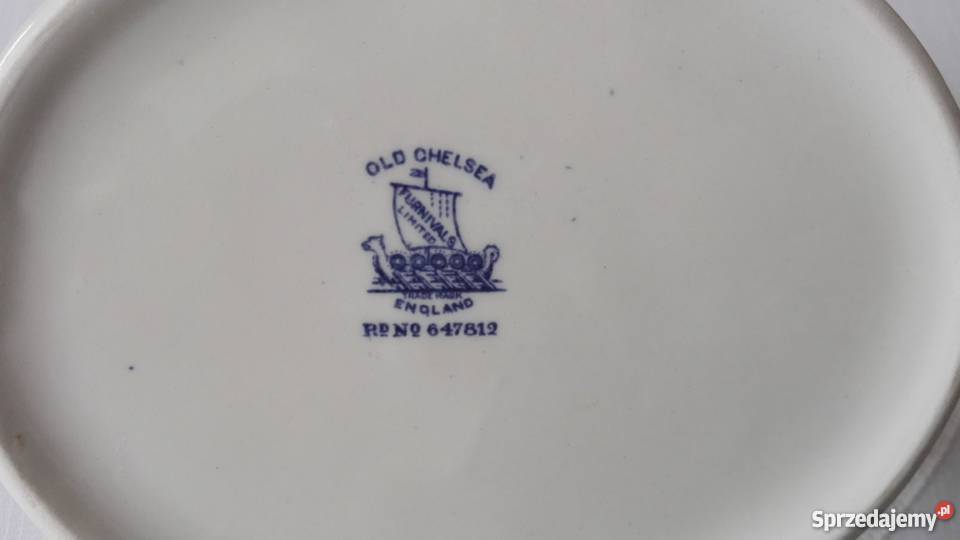 OLD CHELSEA
FURNIVALS
LIMITED
TRADE MARK
ENGLAND
RD NO 647812
Sprzedajemy.pl